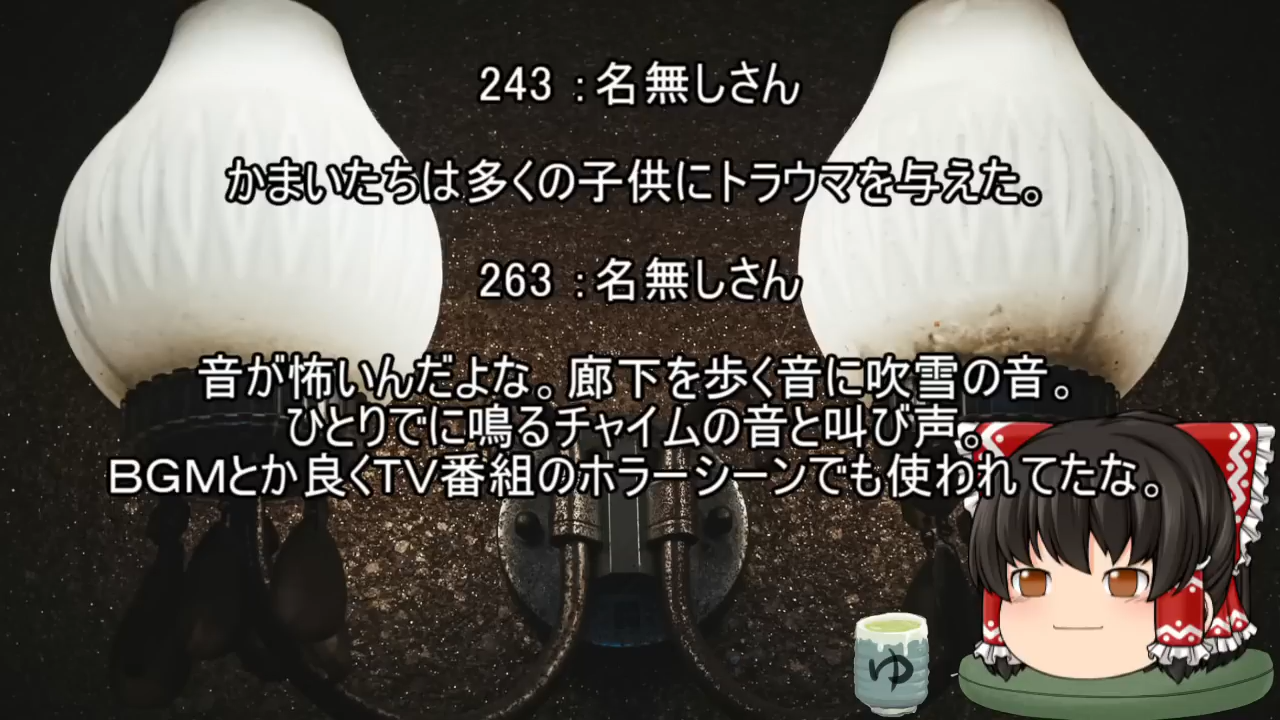 243 :名無しさん
かまいたちは多くの子供にトラウマを与えた。
263 :名無しさん
音が怖いんだよな。廊下を歩く音に吹雪の音。
ひとりでに鳴るチャイムの音と叫び声。
BGMとか良くTV番組のホラーシーンでも使われてたな。
ゆ